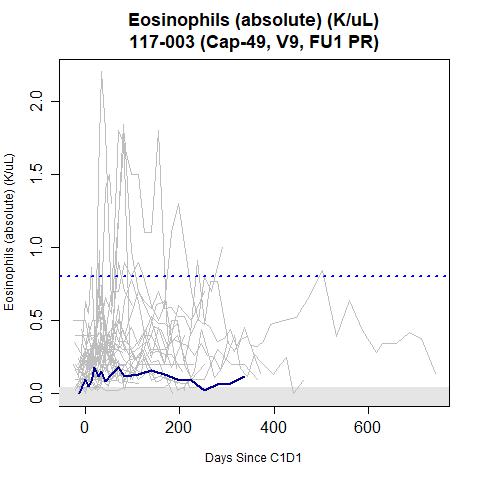 Eosinophils (absolute) (K/uL)
117-003 (Cap-49, V9, FU1 PR)
Eosinophils (absolute) (K/uL)
2.0
1.5
1.0
0.5
0.0
0 200 400 600
Days Since C1D1